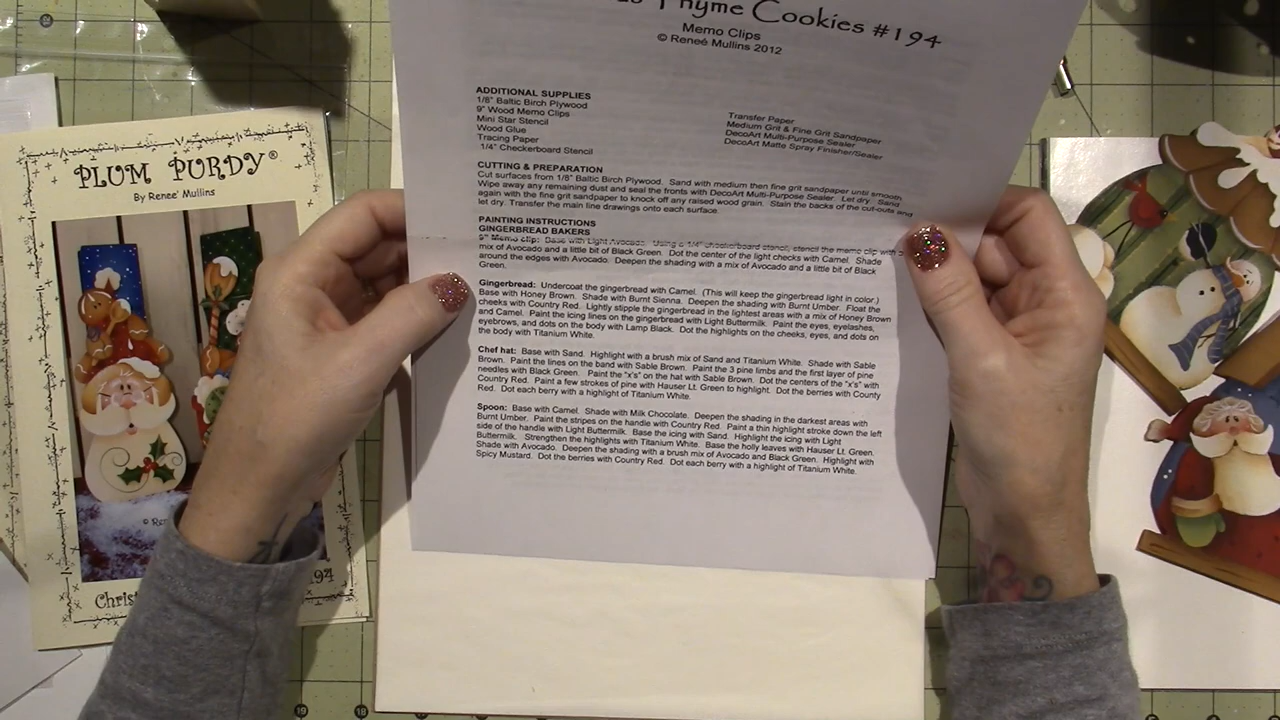 Thyme Cookies #194
Memo Clips
© Reneé Mullins 2012
ADDITIONAL SUPPLIES
1/8" Baltic Birch Plywood
9" Wood Memo Clips
Mini Star Stencil
Wood Glue
Tracing Paper
1/4" Checkerboard Stencil
Transfer Paper
Medium Grit & Fine Grit Sandpaper
DecoArt Multi-Purpose Sealer
DecoArt Matte Spray Finisher/Sealer
CUTTING & PREPARATION
Cut surfaces from 1/8" Baltic Birch Plywood. Sand with medium then fine grit sandpaper until smooth.
Wipe away any remaining dust and seal the fronts with DecoArt Multi-Purpose Sealer. Let dry. Sand
again with the fine grit sandpaper to knock off any raised wood grain. Stain the backs of the cut-outs and
let dry. Transfer the main line drawings onto each surface.
PAINTING INSTRUCTIONS
GINGERBREAD BAKERS
9" Memo clip: Base with Light Avocado. Using a 1/4" checkerboard stencil, stencil the memo clip with a
mix of Avocado and a little bit of Black Green. Dot the center of the light checks with Camel. Shade
around the edges with Avocado. Deepen the shading with a mix of Avocado and a little bit of Black
Green.
Gingerbread: Undercoat the gingerbread with Camel. (This will keep the gingerbread light in color.)
Base with Honey Brown. Shade with Burnt Sienna. Deepen the shading with Burnt Umber. Float the
cheeks with Country Red. Lightly stipple the gingerbread in the lightest areas with a mix of Honey Brown
and Camel. Paint the icing lines on the gingerbread with Light Buttermilk. Paint the eyes, eyelashes,
eyebrows, and dots on the body with Lamp Black. Dot the highlights on the cheeks, eyes, and dots on
the body with Titanium White.
Chef hat: Base with Sand. Highlight with a brush mix of Sand and Titanium White. Shade with Sable
Brown. Paint the lines on the band with Sable Brown. Paint the 3 pine limbs and the first layer of pine
needles with Black Green. Paint the "x's" on the hat with Sable Brown. Dot the centers of the "x's" with
Country Red. Paint a few strokes of pine with Hauser Lt. Green to highlight. Dot the berries with County
Red. Dot each berry with a highlight of Titanium White.
Spoon: Base with Camel. Shade with Milk Chocolate. Deepen the shading in the darkest areas with
Burnt Umber. Paint the stripes on the handle with Country Red. Paint a thin highlight stroke down the left
side of the handle with Light Buttermilk. Base the icing with Sand. Highlight the icing with Light
Buttermilk. Strengthen the highlights with Titanium White. Base the holly leaves with Hauser Lt. Green.
Shade with Avocado. Deepen the shading with a brush mix of Avocado and Black Green. Highlight with
Spicy Mustard. Dot the berries with Country Red. Dot each berry with a highlight of Titanium White.
PLUM PURDY®
By Renee' Mullins
194